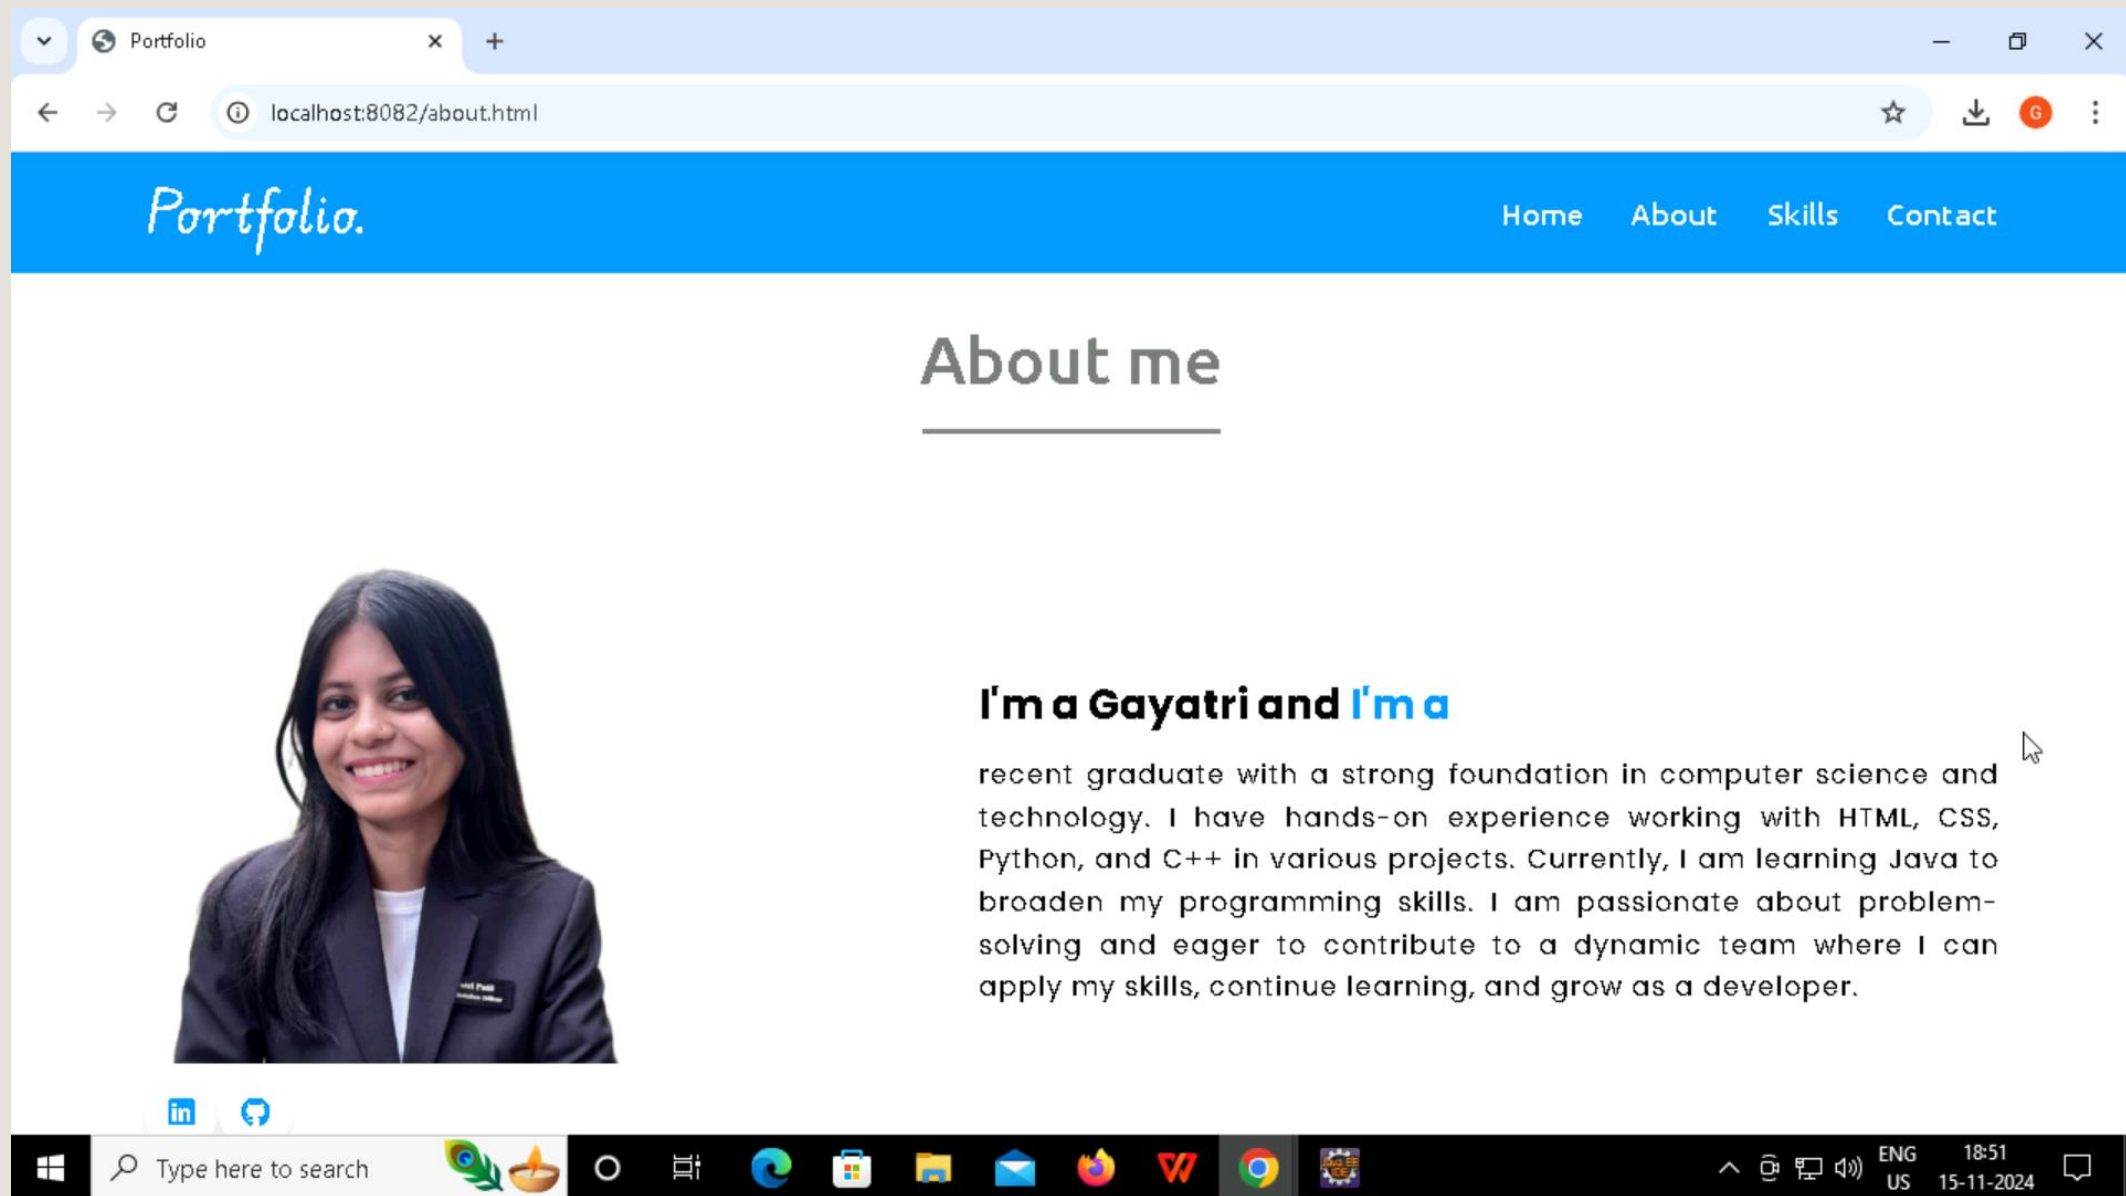 Portfolio
localhost:8082/about.html
G
Portfolio.
Home About Skills Contact
About me
I'm a Gayatri and I'm a
recent graduate with a strong foundation in computer science and
technology. I have hands-on experience working with HTML, CSS,
Python, and C++ in various projects. Currently, I am learning Java to
broaden my programming skills. I am passionate about problem-
solving and eager to contribute to a dynamic team where I can
apply my skills, continue learning, and grow as a developer.
in
Type here to search
Java EE
IDE
ENG
US
18:51
15-11-2024